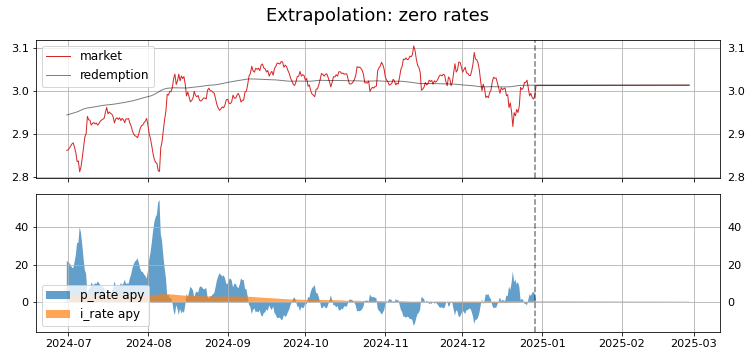 Extrapolation: zero rates
3.1 3.1
market
redemption
3.0 3.0
2.9 2.9
2.8 2.8
40 40
20 20
p_rate apy
0 0
i_rate apy
2024-07 2024-08 2024-09 2024-10 2024-11 2024-12 2025-01 2025-02 2025-03